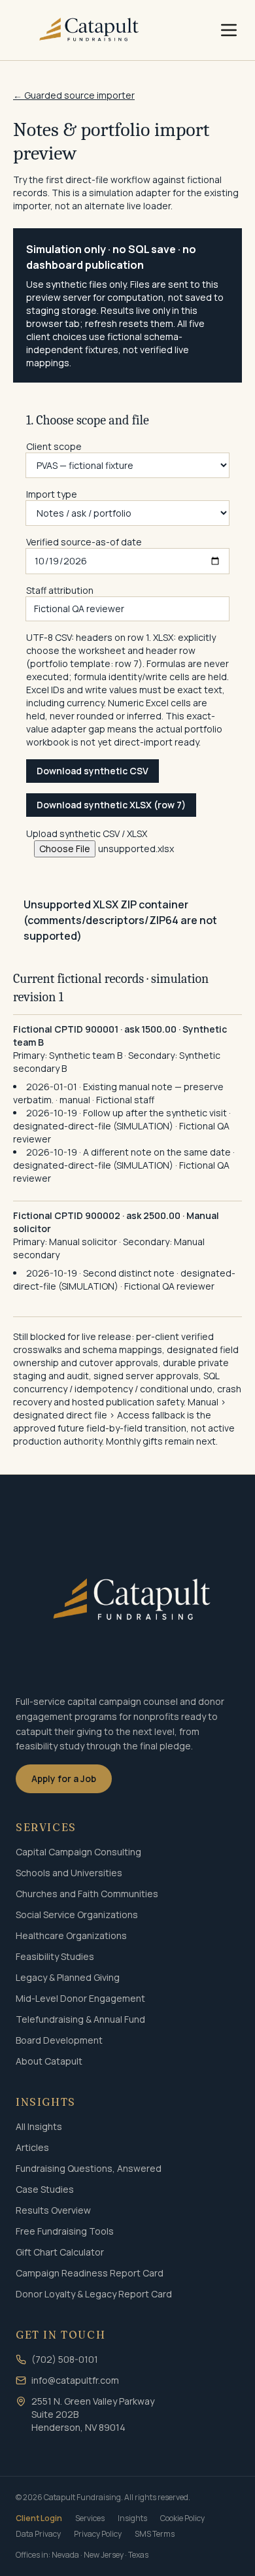 Catapult
FUNDRAISING
← Guarded source importer
Notes & portfolio import
preview
Try the first direct-file workflow against fictional
records. This is a simulation adapter for the existing
importer, not an alternate live loader.
Simulation only · no SQL save · no
dashboard publication
Use synthetic files only. Files are sent to this
preview server for computation, not saved to
staging storage. Results live only in this
browser tab; refresh resets them. All five
client choices use fictional schema-
independent fixtures, not verified live
mappings.
1. Choose scope and file
Client scope
PVAS — fictional fixture
Import type
Notes / ask / portfolio
Verified source-as-of date
10/19/2026
Staff attribution
Fictional QA reviewer
UTF-8 CSV: headers on row 1. XLSX: explicitly
choose the worksheet and header row
(portfolio template: row 7). Formulas are never
executed; formula identity/write cells are held.
Excel IDs and write values must be exact text,
including currency. Numeric Excel cells are
held, never rounded or inferred. This exact-
value adapter gap means the actual portfolio
workbook is not yet direct-import ready.
Download synthetic CSV
Download synthetic XLSX (row 7)
Upload synthetic CSV / XLSX
Choose File unsupported.xlsx
Unsupported XLSX ZIP container
(comments/descriptors/ZIP64 are not
supported)
Current fictional records · simulation
revision 1
Fictional CPTID 900001 · ask 1500.00 · Synthetic
team B
Primary: Synthetic team B · Secondary: Synthetic
secondary B
• 2026-01-01 · Existing manual note — preserve
verbatim. · manual · Fictional staff
• 2026-10-19 · Follow up after the synthetic visit ·
designated-direct-file (SIMULATION) · Fictional QA
reviewer
• 2026-10-19 · A different note on the same date ·
designated-direct-file (SIMULATION) · Fictional QA
reviewer
Fictional CPTID 900002 · ask 2500.00 · Manual
solicitor
Primary: Manual solicitor · Secondary: Manual
secondary
• 2026-10-19 · Second distinct note · designated-
direct-file (SIMULATION) · Fictional QA reviewer
Still blocked for live release: per-client verified
crosswalks and schema mappings, designated field
ownership and cutover approvals, durable private
staging and audit, signed server approvals, SQL
concurrency / idempotency / conditional undo, crash
recovery and hosted publication safety. Manual >
designated direct file > Access fallback is the
approved future field-by-field transition, not active
production authority. Monthly gifts remain next.
Catapult
FUNDRAISING
Full-service capital campaign counsel and donor
engagement programs for nonprofits ready to
catapult their giving to the next level, from
feasibility study through the final pledge.
Apply for a Job
SERVICES
Capital Campaign Consulting
Schools and Universities
Churches and Faith Communities
Social Service Organizations
Healthcare Organizations
Feasibility Studies
Legacy & Planned Giving
Mid-Level Donor Engagement
Telefundraising & Annual Fund
Board Development
About Catapult
INSIGHTS
All Insights
Articles
Fundraising Questions, Answered
Case Studies
Results Overview
Free Fundraising Tools
Gift Chart Calculator
Campaign Readiness Report Card
Donor Loyalty & Legacy Report Card
GET IN TOUCH
(702) 508-0101
info@catapultfr.com
2551 N. Green Valley Parkway
Suite 202B
Henderson, NV 89014
© 2026 Catapult Fundraising. All rights reserved.
Client Login Services Insights Cookie Policy
Data Privacy Privacy Policy SMS Terms
Offices in: Nevada · New Jersey · Texas